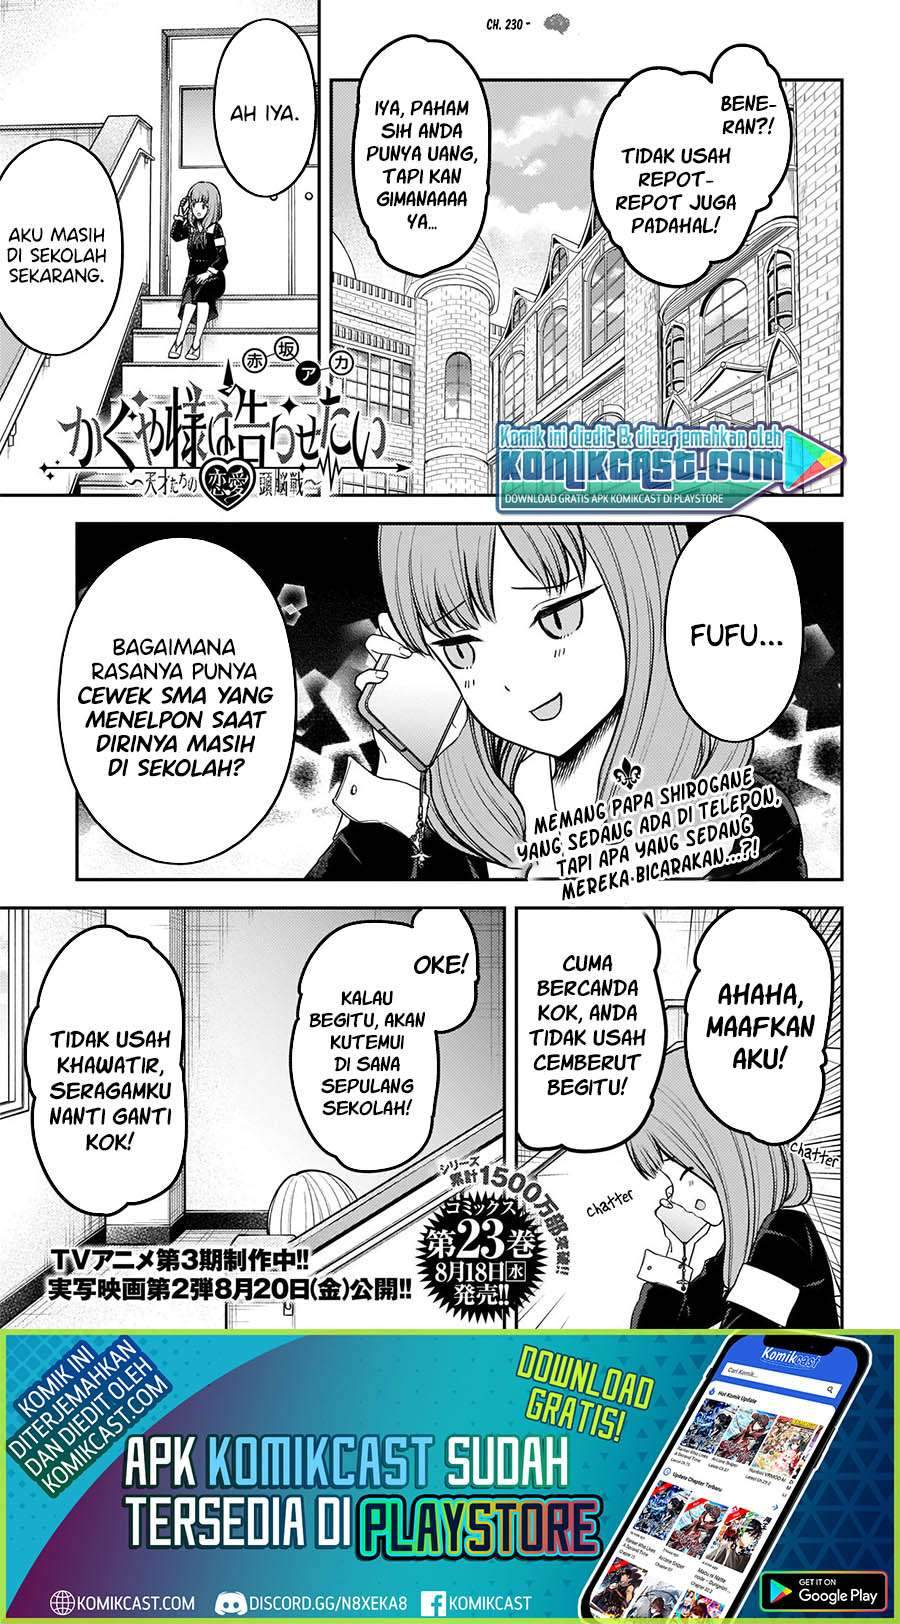 CH. 230 -
BENE-
RAN?!
TIDAK USAH
REPOT-
REPOT JUGA
PADAHAL!
IYA, PAHAM
SIH ANDA
PUNYA UANG,
TAPI KAN
GIMANAAAA
YA...
AH IYA.
AKU MASIH
DI SEKOLAH
SEKARANG.
赤坂アカ
かぐや様は告らせたい
～天才たちの恋愛頭脳戦～
Komik ini diedit & diterjemahkan oleh
KOMIKCAST.COM
DOWNLOAD GRATIS APK KOMIKCAST DI PLAYSTORE
FUFU...
BAGAIMANA
RASANYA PUNYA
CEWEK SMA YANG
MENELPON SAAT
DIRINYA MASIH
DI SEKOLAH?
MEMANG PAPA SHIROGANE
YANG SEDANG ADA DI TELEPON,
TAPI APA YANG SEDANG
MEREKA BICARAKAN...?!
AHAHA,
MAAFKAN
AKU!
CUMA
BERCANDA
KOK, ANDA
TIDAK USAH
CEMBERUT
BEGITU!
chatter
chatter
OKE!
KALAU
BEGITU, AKAN
KUTEMUI
DI SANA
SEPULANG
SEKOLAH!
TIDAK USAH
KHAWATIR,
SERAGAMKU
NANTI GANTI
KOK!
シリーズ
累計1500万部突破!!
コミックス
第23巻
8月18日水
発売!!
TVアニメ第3期制作中!!
実写映画第2弾8月20日(金)公開!!
KOMIK INI
DITERJEMAHKAN
DAN DIEDIT OLEH
KOMIKCAST.COM
DOWNLOAD
GRATIS!
APK KOMIKCAST SUDAH
TERSEDIA DI PLAYSTORE
KOMIKCAST.COM
DISCORD.GG/N8XEKA8
KOMIKCAST
Komikcast
Cari Komik...
Hot Komik Update
Update Chapter Terbaru
GET IT ON
Google Play